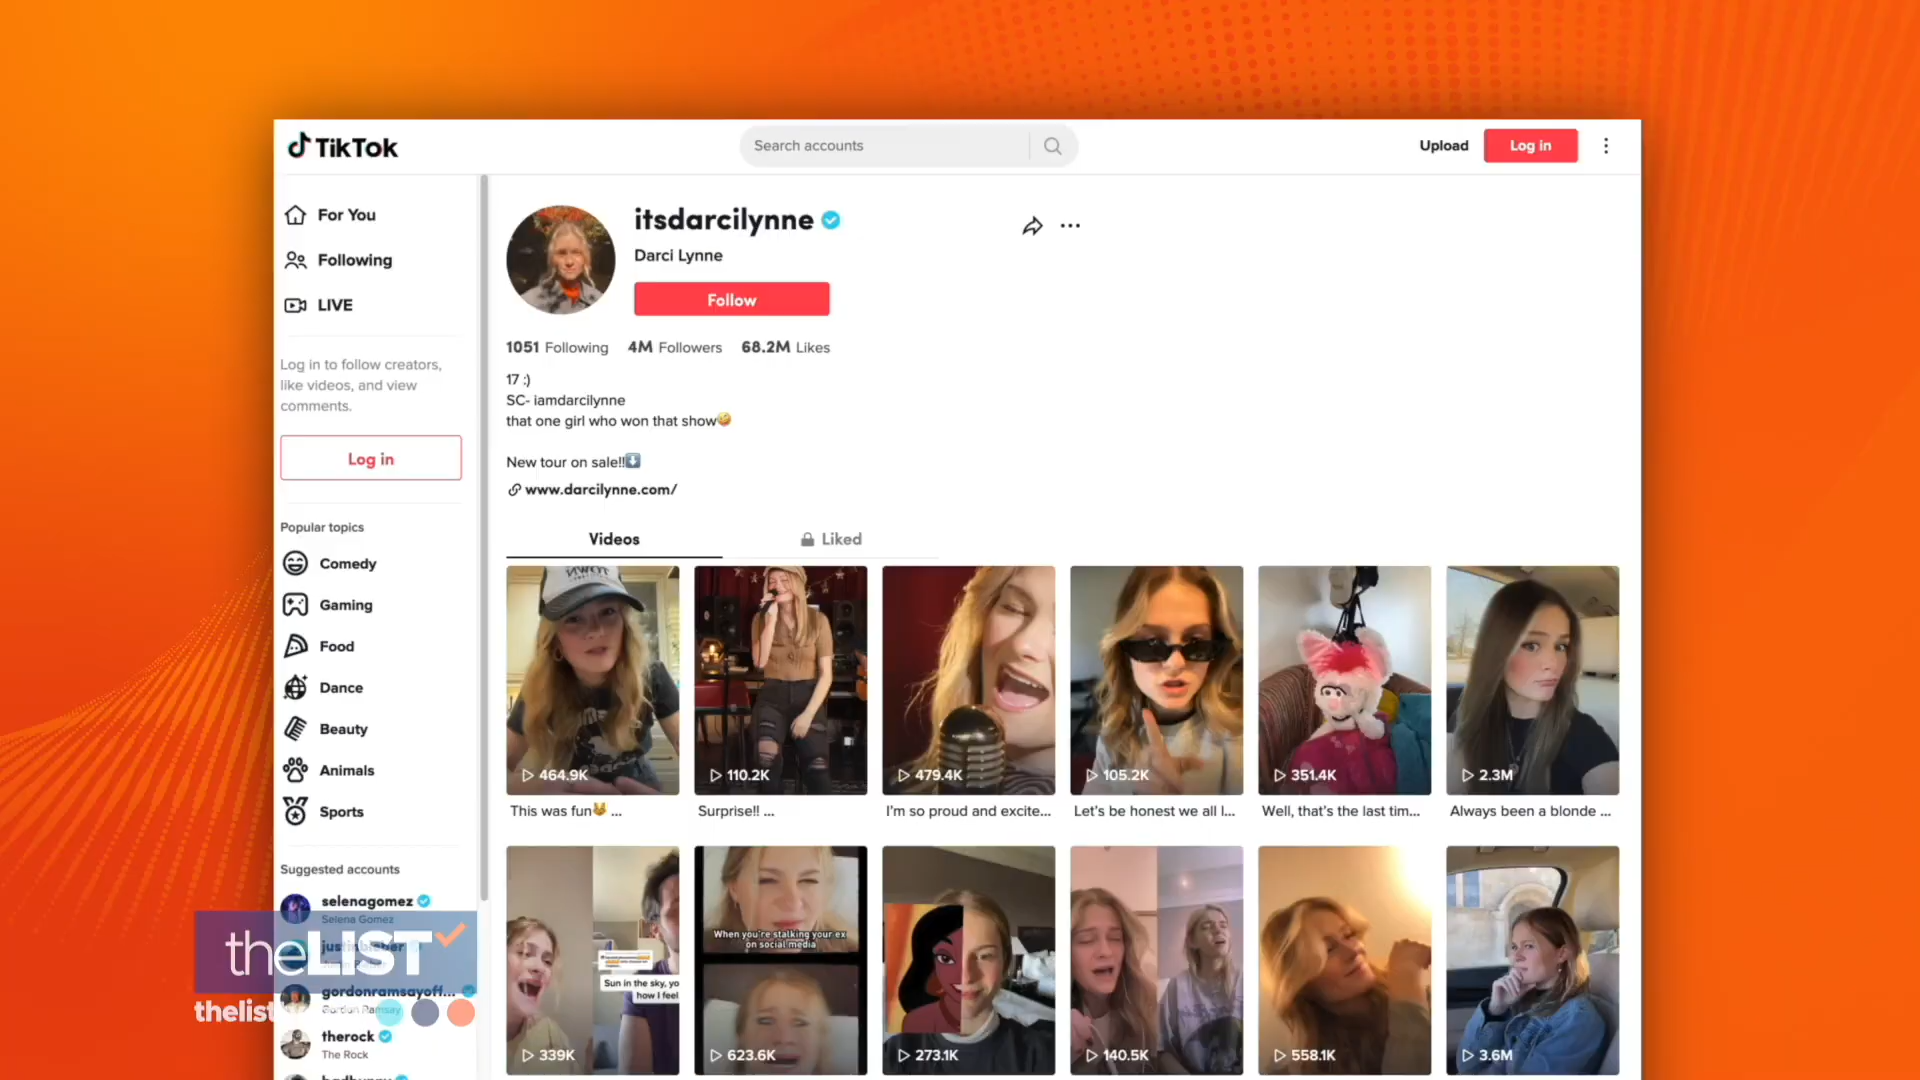 TikTok
Search accounts
Upload
Log in
For You
Following
LIVE
Log in to follow creators,
like videos, and view
comments.
Log in
Popular topics
Comedy
Gaming
Food
Dance
Beauty
Animals
Sports
Suggested accounts
selenagomez
Selena Gomez
justinbieber
gordonramsayoff...
Gordon Ramsay
therock
The Rock
theLIST
thelist
itsdarcilynne
Darci Lynne
Follow
1051 Following 4M Followers 68.2M Likes
17 :)
SC- iamdarcilynne
that one girl who won that show🤪
New tour on sale!!⬇️
www.darcilynne.com/
Videos
Liked
464.9K
110.2K
479.4K
105.2K
351.4K
2.3M
This was fun😾 ...
Surprise!! ...
I'm so proud and excite...
Let's be honest we all l...
Well, that's the last tim...
Always been a blonde ...
Sun in the sky, yo
how I feel
When you're stalking your ex
on social media
339K
623.6K
273.1K
140.5K
558.1K
3.6M